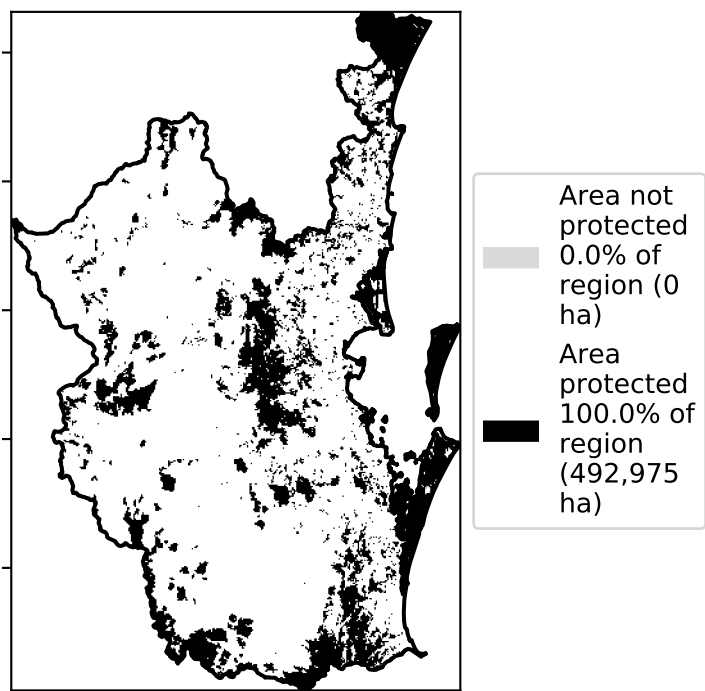 Area not
protected
0.0% of
region (0
ha)
Area
protected
100.0% of
region
(492,975
ha)